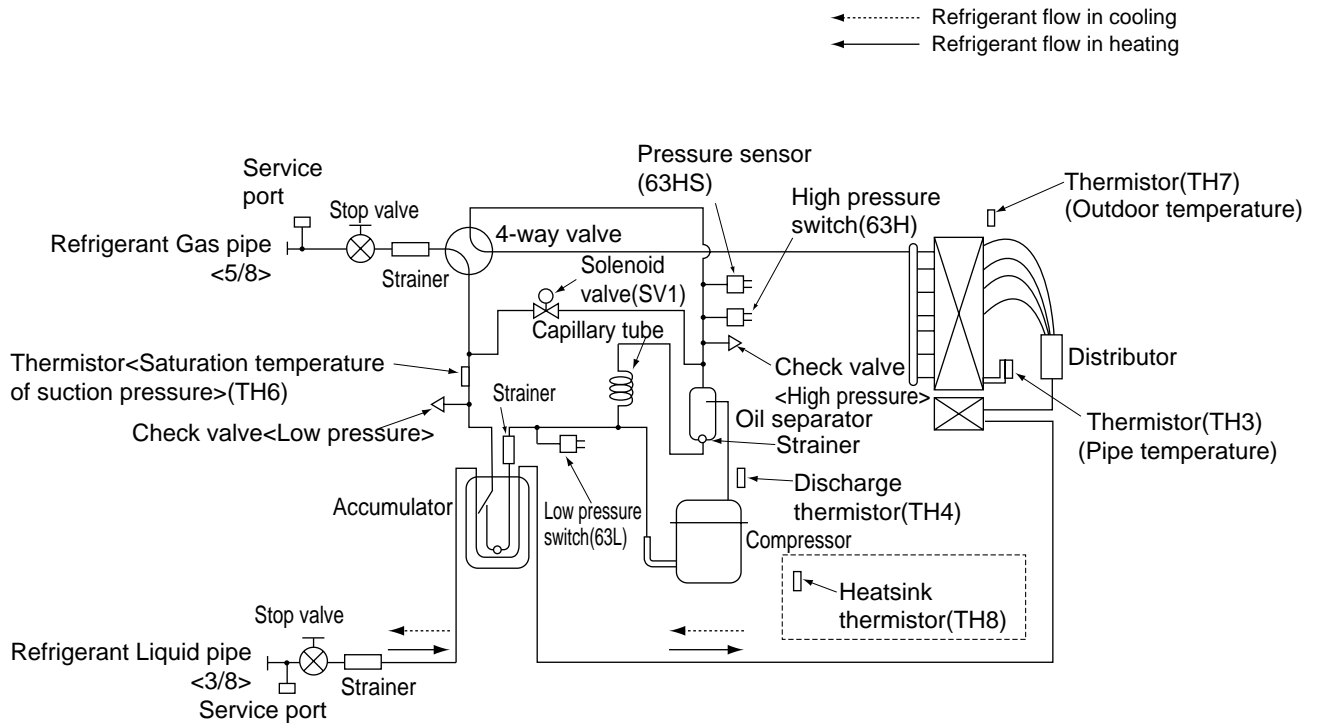 Refrigerant flow in cooling
Refrigerant flow in heating
Pressure sensor
(63HS)
High pressure
switch(63H)
Thermistor(TH7)
(Outdoor temperature)
Service
port
Stop valve
Refrigerant Gas pipe
<5/8>
Strainer
4-way valve
Solenoid
valve(SV1)
Capillary tube
Thermistor<Saturation temperature
of suction pressure>(TH6)
Strainer
Check valve<Low pressure>
Check valve
<High pressure>
Oil separator
Strainer
Distributor
Thermistor(TH3)
(Pipe temperature)
Accumulator
Low pressure
switch(63L)
Discharge
thermistor(TH4)
Compressor
Heatsink
thermistor(TH8)
Stop valve
Refrigerant Liquid pipe
<3/8>
Strainer
Service port